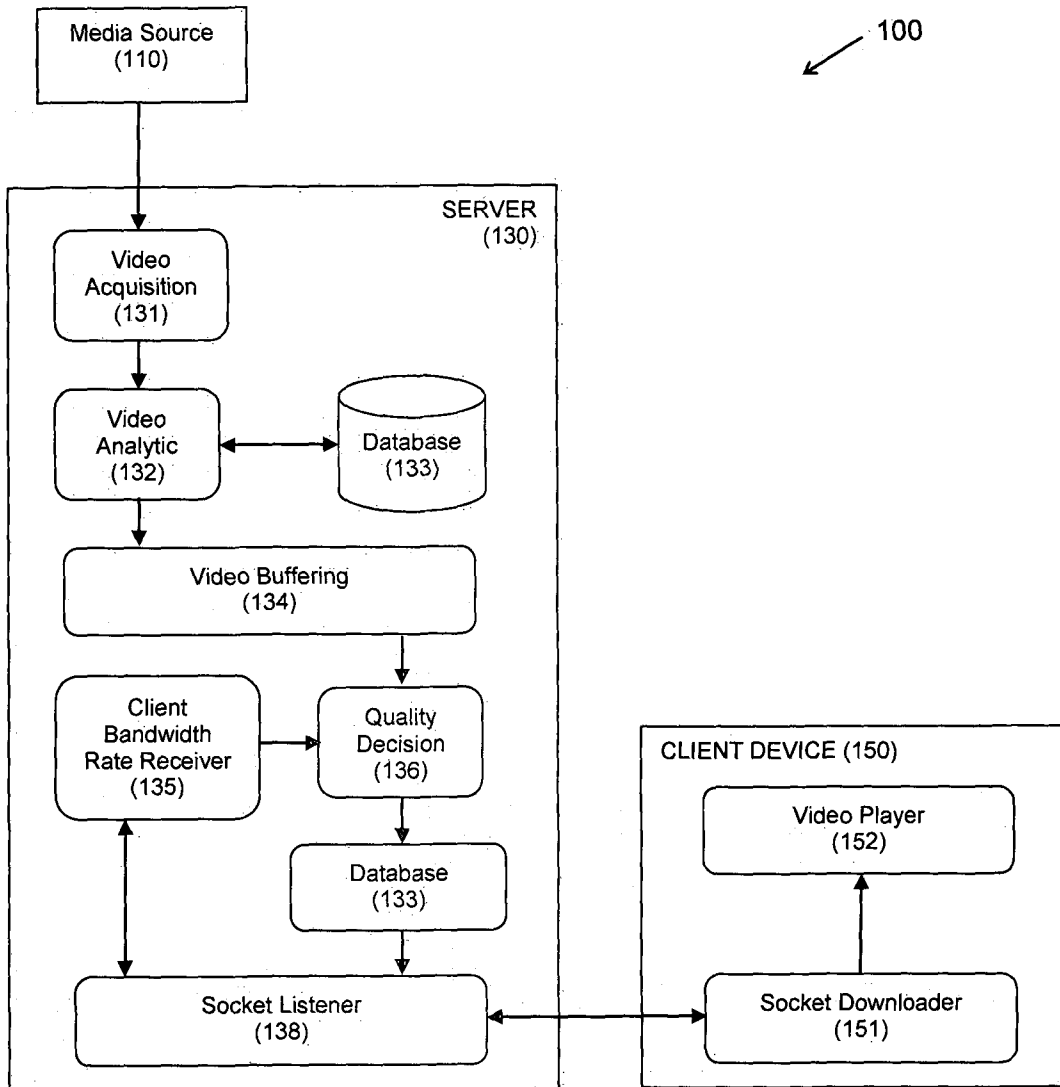 Media Source
(110)
100
SERVER
(130)
Video
Acquisition
(131)
Video
Analytic
(132)
Database
(133)
Video Buffering
(134)
Client
Bandwidth
Rate Receiver
(135)
Quality
Decision
(136)
Database
(133)
Socket Listener
(138)
CLIENT DEVICE (150)
Video Player
(152)
Socket Downloader
(151)